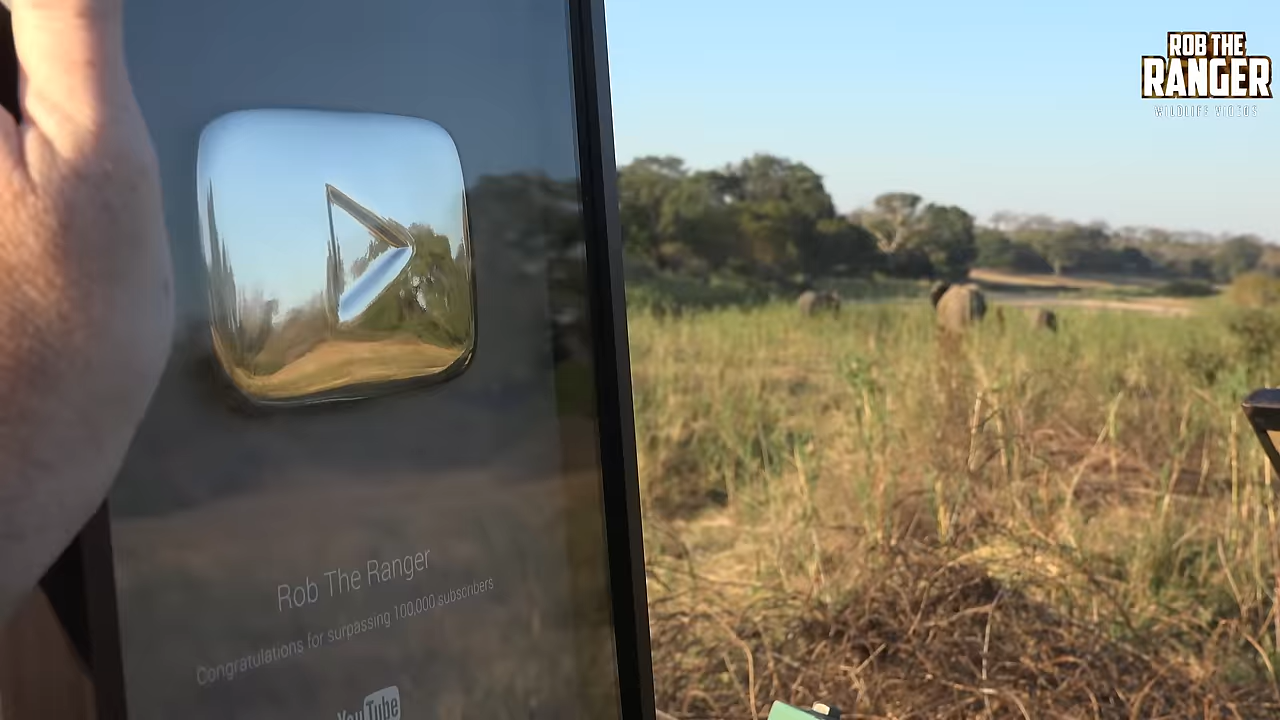 ROB THE
RANGER
WILDLIFE VIDEOS
Rob The Ranger
Congratulations for surpassing 100,000 subscribers
YouTube